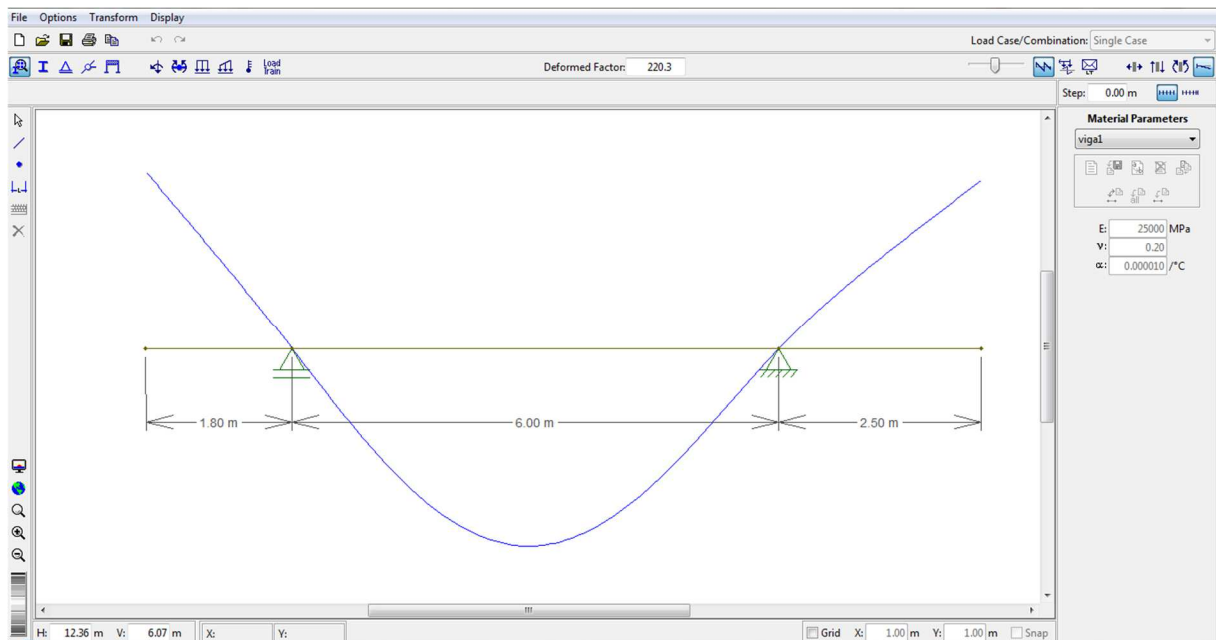 File Options Transform Display
Load Case/Combination: Single Case
Load
Train
Deformed Factor: 220.3
Step: 0.00 m
Material Parameters
viga1
E: 25000 MPa
ν: 0.20
α: 0.000010 /°C
1.80 m 6.00 m 2.50 m
H: 12.36 m V: 6.07 m X: Y: Grid X: 1.00 m Y: 1.00 m Snap